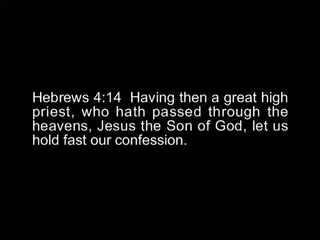 Hebrews 4:14  Having then a great high
priest, who hath passed through the
heavens, Jesus the Son of God, let us
hold fast our confession.